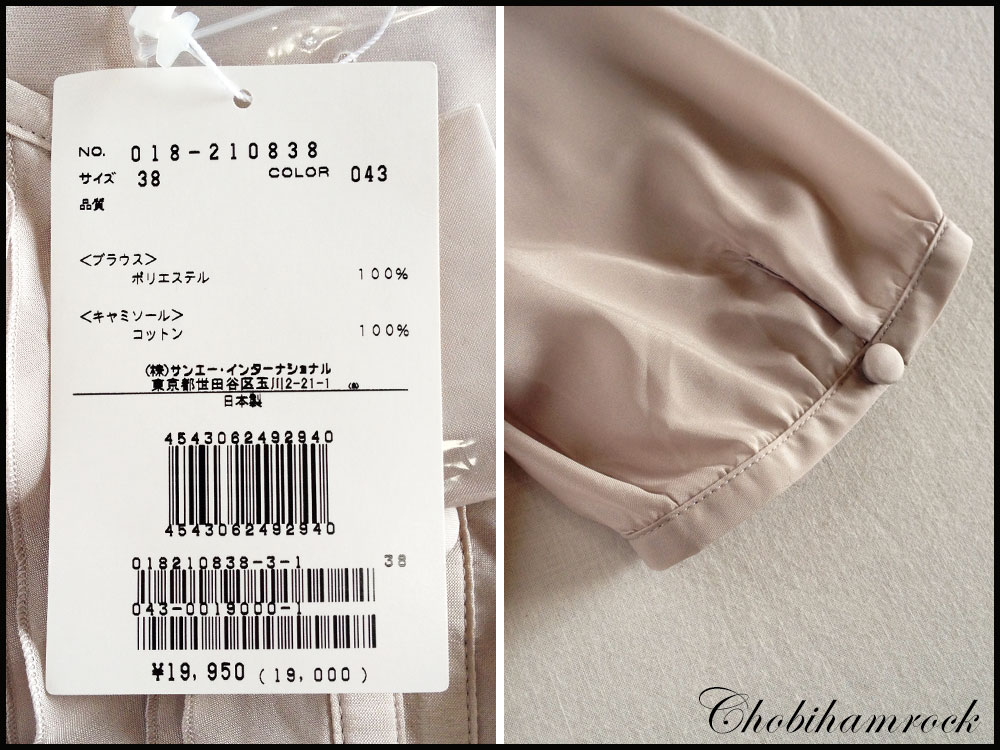 NO. 018-210838
サイズ 38 COLOR 043
品質
<ブラウス>
ポリエステル 100%
<キャミソール>
コットン 100%
(株)サンエー・インターナショナル
東京都世田谷区玉川2-21-1
日本製
4543062492940
4543062492940
018210838-3-1 38
043-0019000-1
¥19,950 (19,000)
Chobihamrock